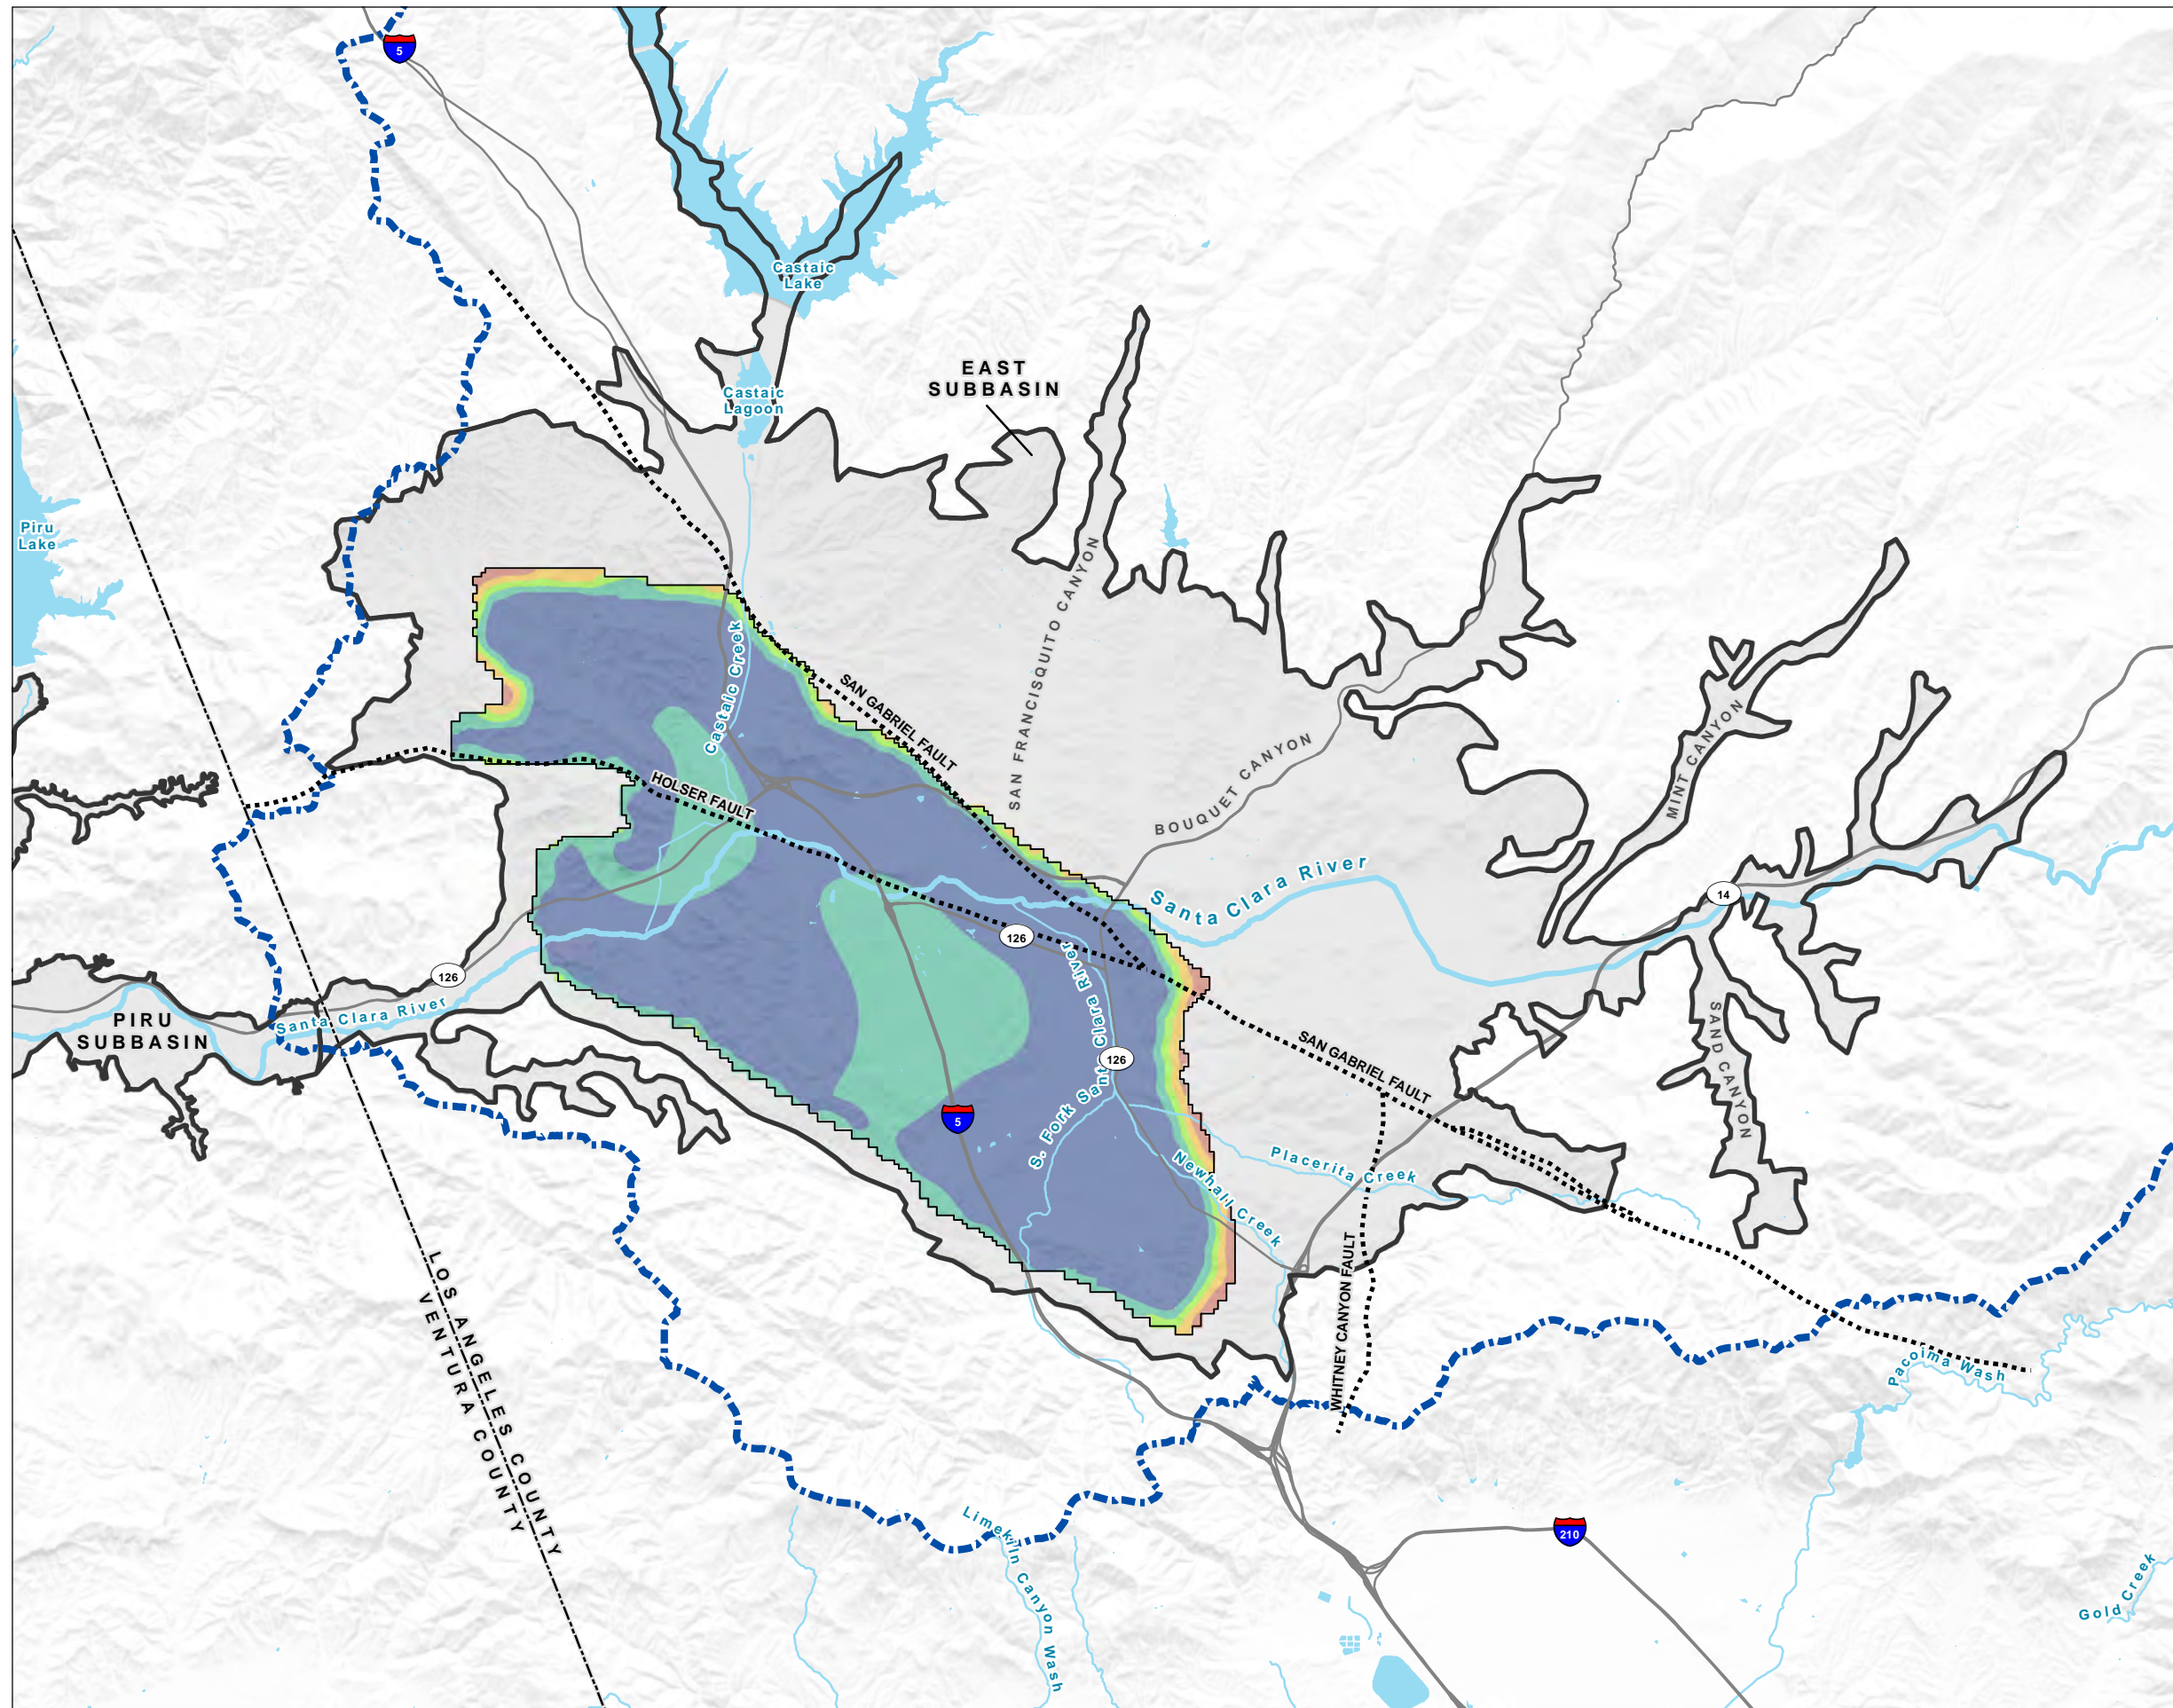 5
Castaic
Lake
EAST
SUBBASIN
Castaic
Lagoon
Piru
Lake
SAN FRANCISQUITO CANYON
Castaic Creek
SAN GABRIEL FAULT
MINT CANYON
BOUQUET CANYON
HOLSER FAULT
Santa Clara River
14
126
126
S. Fork Santa Clara River
126
Santa Clara River
PIRU
SUBBASIN
SAND CANYON
SAN GABRIEL FAULT
5
Placerita Creek
Newhall Creek
WHITNEY CANYON FAULT
LOS ANGELES COUNTY
VENTURA COUNTY
Pacoima Wash
Limekiln Canyon Wash
210
Gold Creek